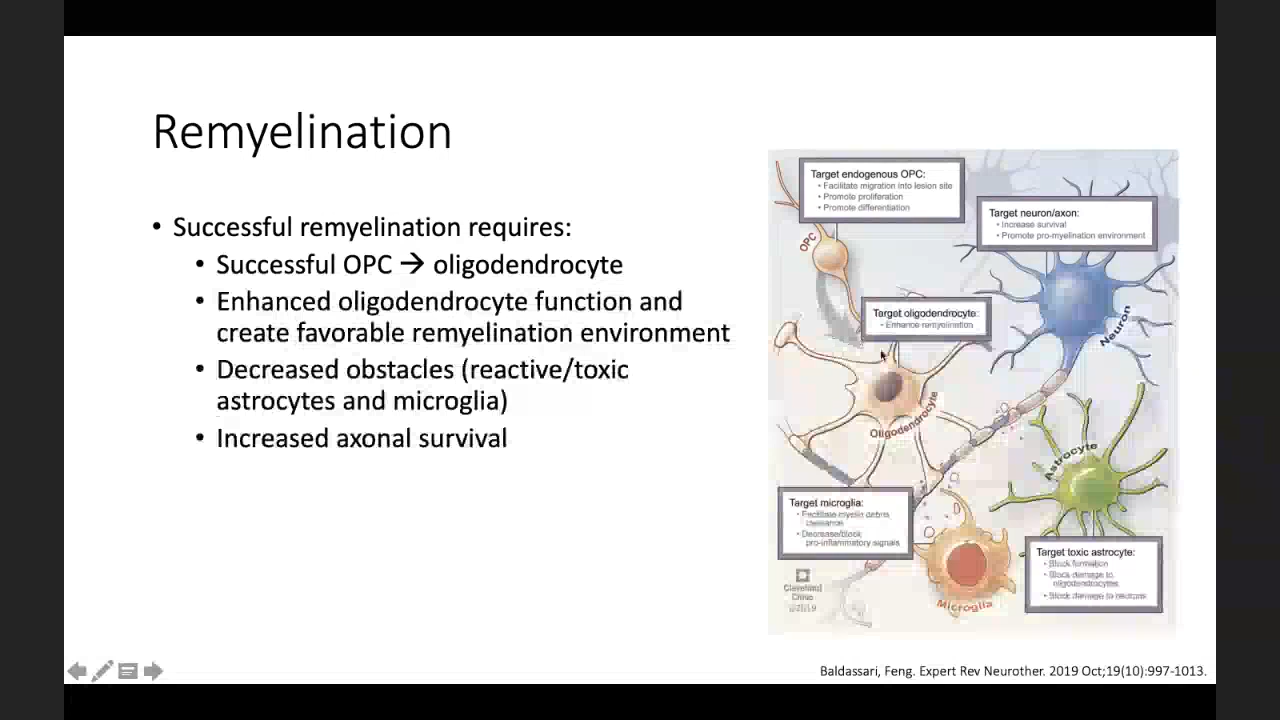 Remyelination
• Successful remyelination requires:
• Successful OPC → oligodendrocyte
• Enhanced oligodendrocyte function and
create favorable remyelination environment
• Decreased obstacles (reactive/toxic
astrocytes and microglia)
• Increased axonal survival
Target endogenous OPC:
• Facilitate migration into lesion site
• Promote proliferation
• Promote differentiation
Target neuron/axon:
• Increase survival
• Promote pro-myelination environment
OPC
Target oligodendrocyte:
• Enhance remyelination
Neuron
Oligodendrocyte
Astrocyte
Target microglia:
• Facilitate myelin debris
clearance
• Decrease/block
pro-inflammatory signals
Target toxic astrocyte:
• Block formation
• Block damage to
oligodendrocytes
• Block damage to neurons
Cleveland
Clinic
©2019
Microglia
Baldassari, Feng. Expert Rev Neurother. 2019 Oct;19(10):997-1013.